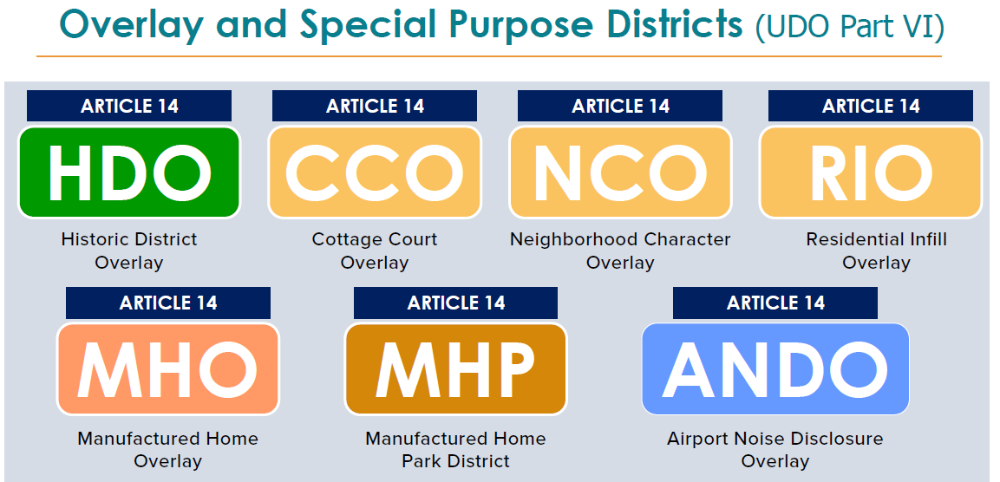 Overlay and Special Purpose Districts (UDO Part VI)
ARTICLE 14
HDO
Historic District
Overlay
ARTICLE 14
CCO
Cottage Court
Overlay
ARTICLE 14
NCO
Neighborhood Character
Overlay
ARTICLE 14
RIO
Residential Infill
Overlay
ARTICLE 14
MHO
Manufactured Home
Overlay
ARTICLE 14
MHP
Manufactured Home
Park District
ARTICLE 14
ANDO
Airport Noise Disclosure
Overlay